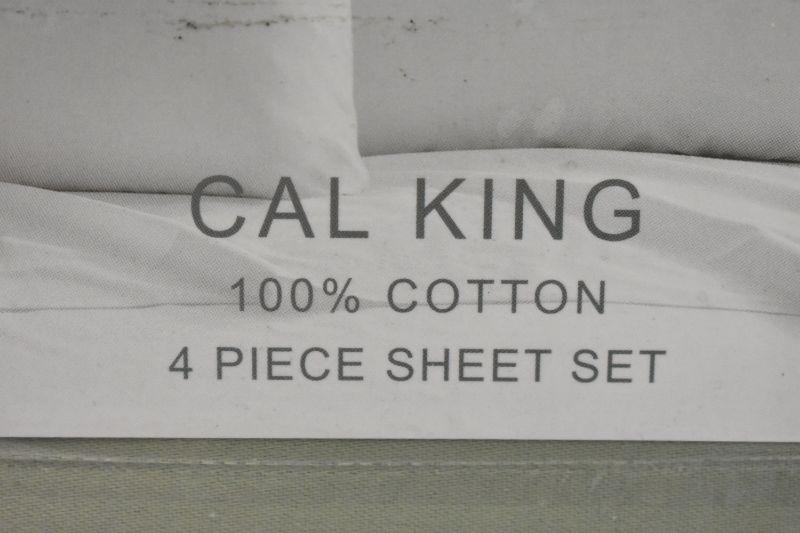 CAL KING
100% COTTON
4 PIECE SHEET SET